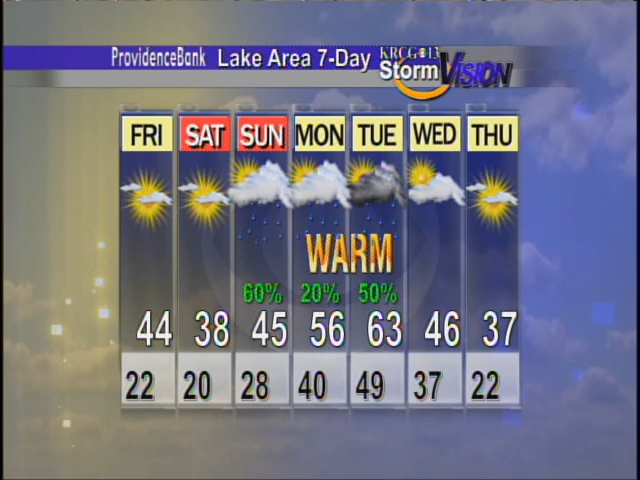 ProvidenceBank Lake Area 7-Day KRCG 13
StormVISION
FRI SAT SUN MON TUE WED THU
WARM
60% 20% 50%
44 38 45 56 63 46 37
22 20 28 40 49 37 22